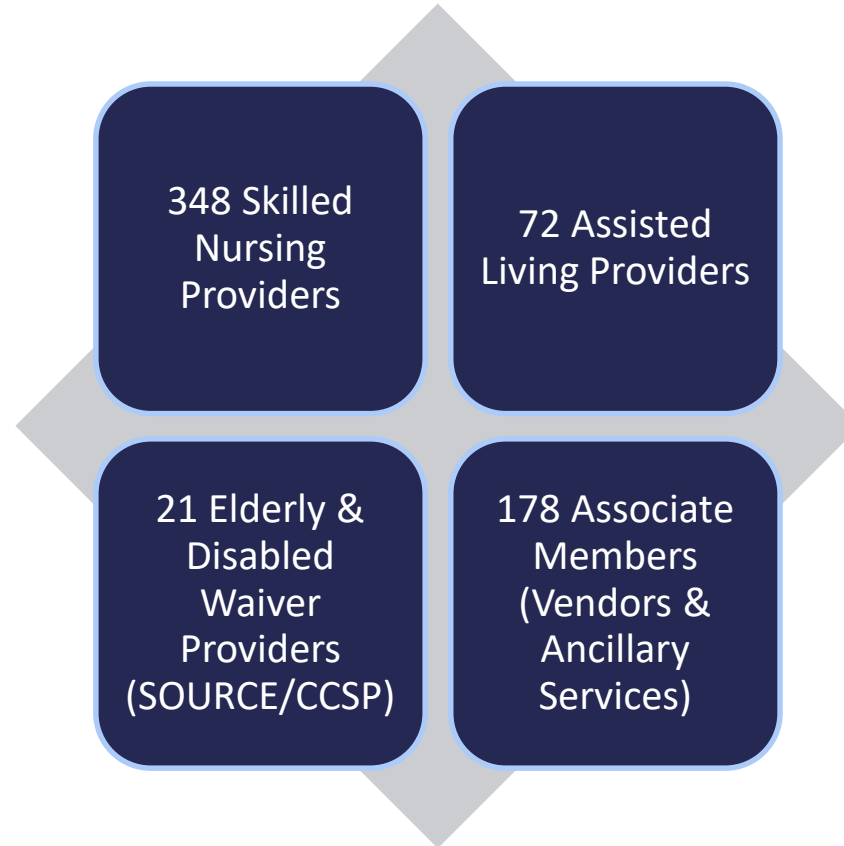 348 Skilled
Nursing
Providers
72 Assisted
Living Providers
21 Elderly &
Disabled
Waiver
Providers
(SOURCE/CCSP)
178 Associate
Members
(Vendors &
Ancillary
Services)